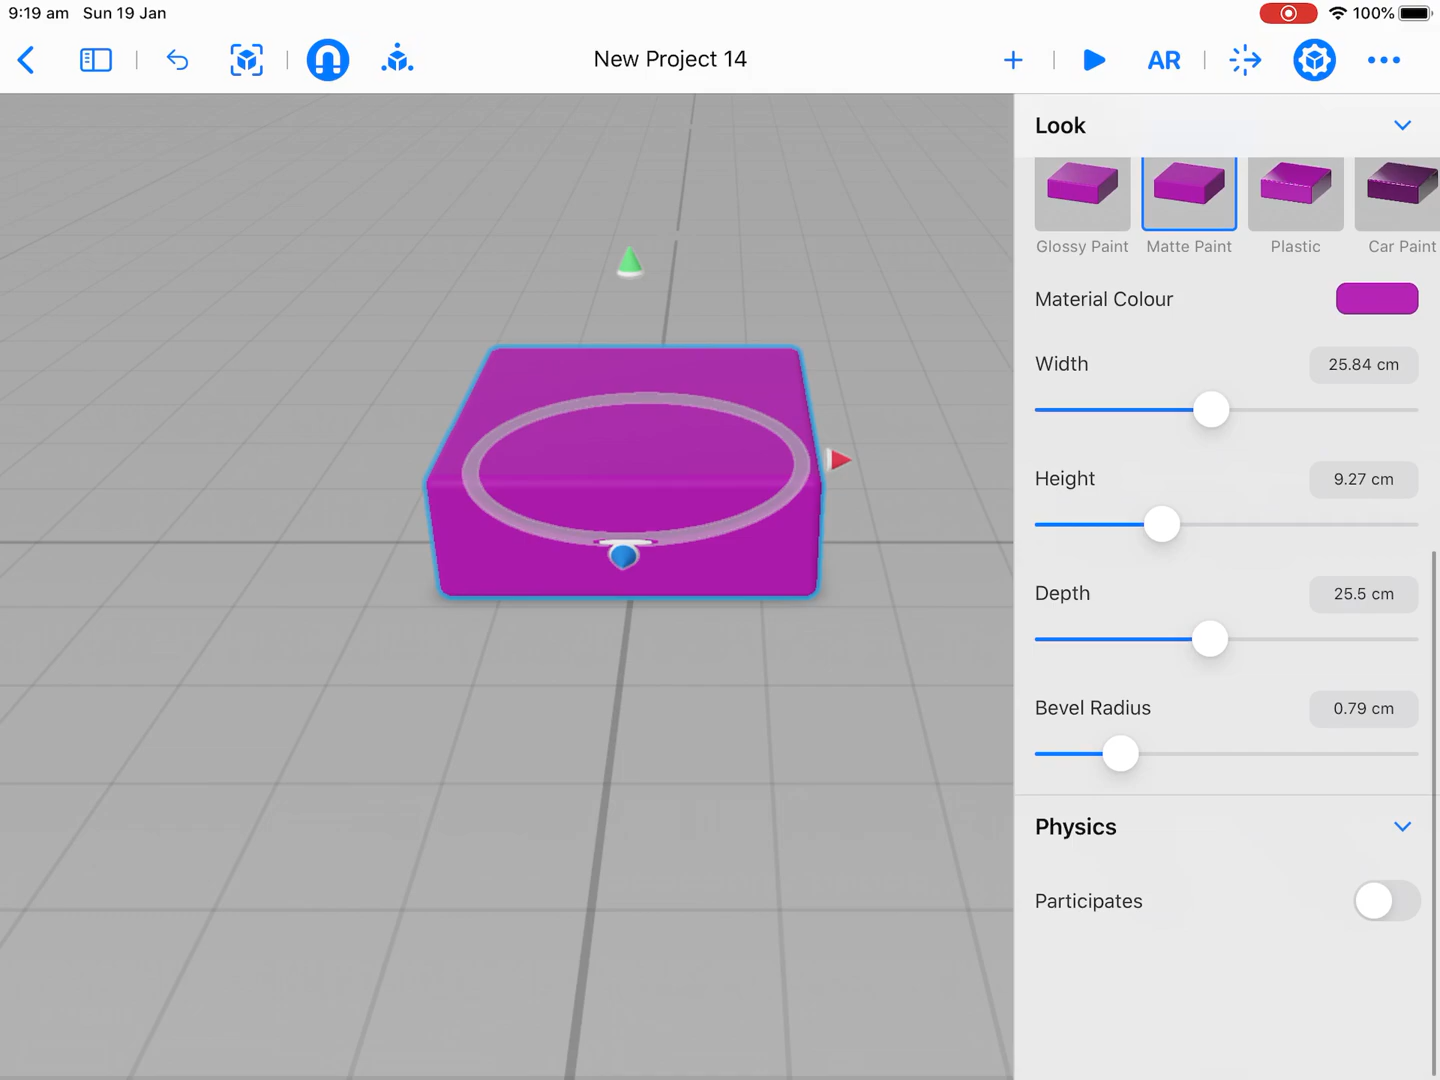 9:19 am Sun 19 Jan
100%
New Project 14
AR
Look
Glossy Paint Matte Paint Plastic Car Paint
Material Colour
Width 25.84 cm
Height 9.27 cm
Depth 25.5 cm
Bevel Radius 0.79 cm
Physics
Participates